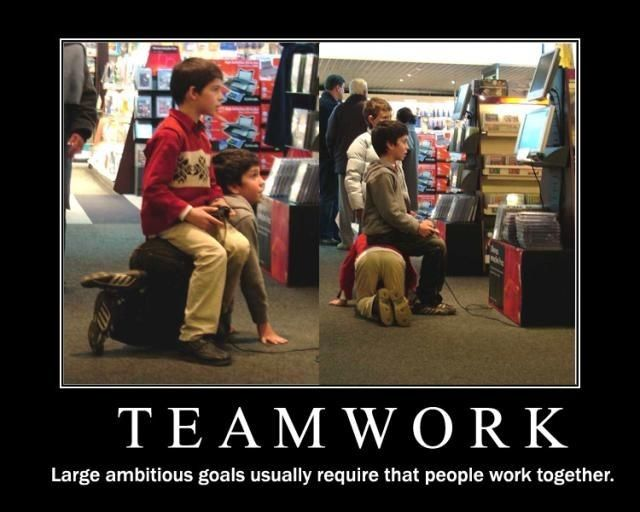 TEAMWORK
Large ambitious goals usually require that people work together.